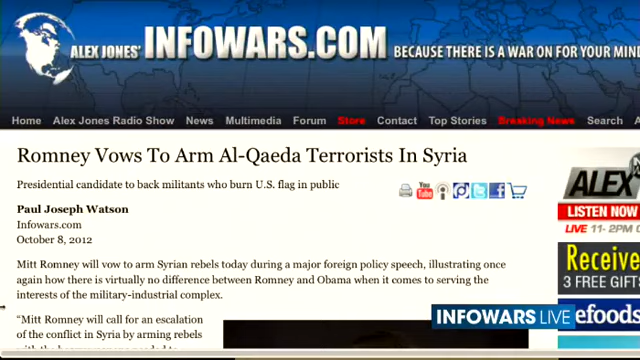 ALEX JONES' INFOWARS.COM BECAUSE THERE IS A WAR ON FOR YOUR MIN
Home Alex Jones Radio Show News Multimedia Forum Store Contact Top Stories Breaking News Search A
Romney Vows To Arm Al-Qaeda Terrorists In Syria
Presidential candidate to back militants who burn U.S. flag in public
You Tube
Paul Joseph Watson
Infowars.com
October 8, 2012
Mitt Romney will vow to arm Syrian rebels today during a major foreign policy speech, illustrating once
again how there is virtually no difference between Romney and Obama when it comes to serving the
interests of the military-industrial complex.
“Mitt Romney will call for an escalation
of the conflict in Syria by arming rebels
ALEX
LISTEN NOW
LIVE 11- 2PM C
Receive
3 FREE GIFTS
efoods
INFOWARS LIVE